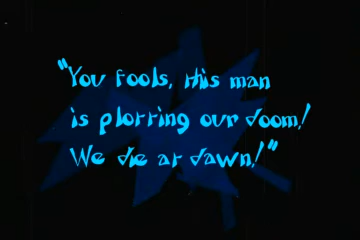 "You fools, this man
is plotting our doom!
We die at dawn!"